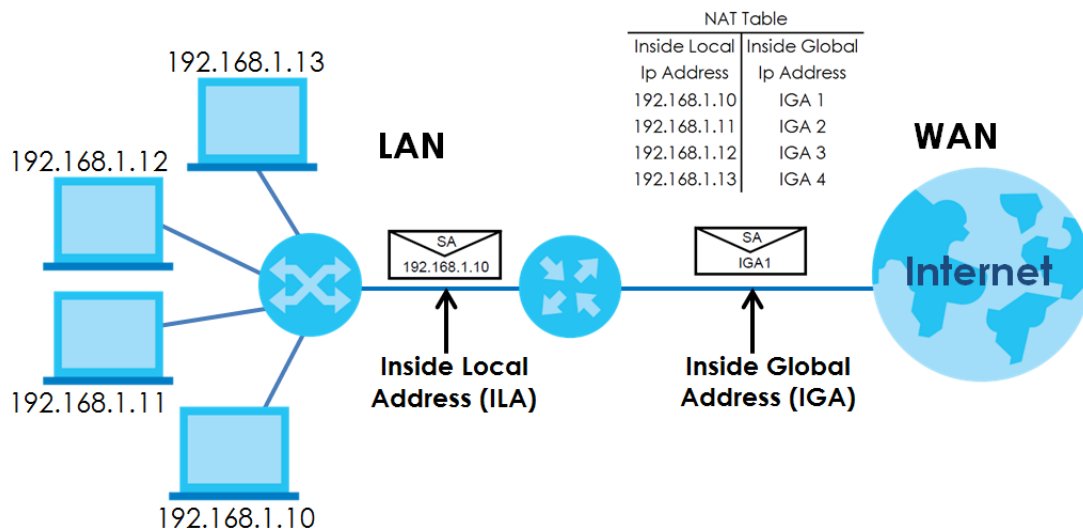 NAT Table
Inside Local Inside Global
Ip Address Ip Address
192.168.1.10 IGA 1
192.168.1.11 IGA 2
192.168.1.12 IGA 3
192.168.1.13 IGA 4
192.168.1.13
LAN
WAN
192.168.1.12
SA
192.168.1.10
SA
IGA1
Internet
Inside Local
Address (ILA)
Inside Global
Address (IGA)
192.168.1.11
192.168.1.10